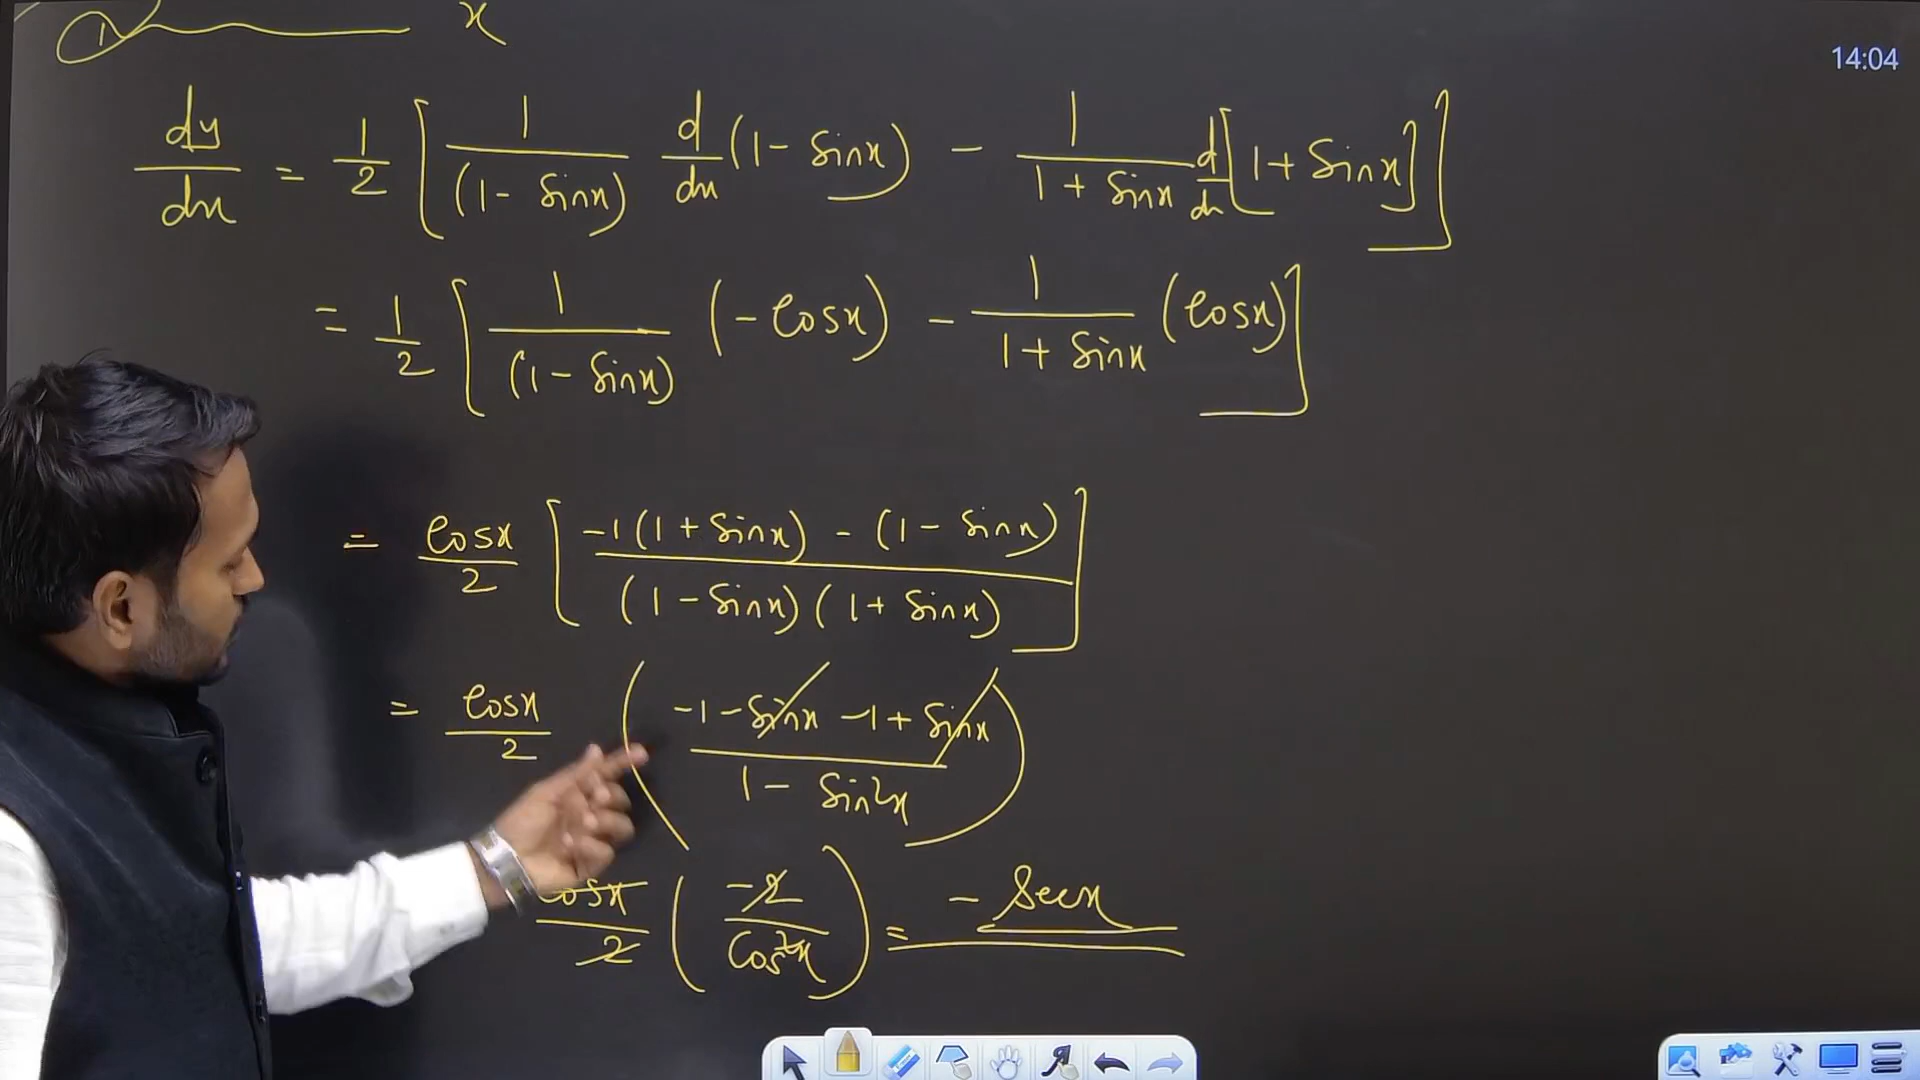 1 x
14:04
dy/dx = 1/2 [ 1/(1 - Sinx) d/dx (1 - Sinx) - 1/1 + Sinx d/dx [1 + Sinx] ]
= 1/2 [ 1/(1 - Sinx) (- Cosx) - 1/1 + Sinx (Cosx) ]
= Cosx/2 [ -1(1 + Sinx) - (1 - Sinx) / (1 - Sinx)(1 + Sinx) ]
= Cosx/2 ( -1 - Sinx -1 + Sinx / 1 - Sin²x )
Cosx/2 ( -2/Cos²x ) = - Secx